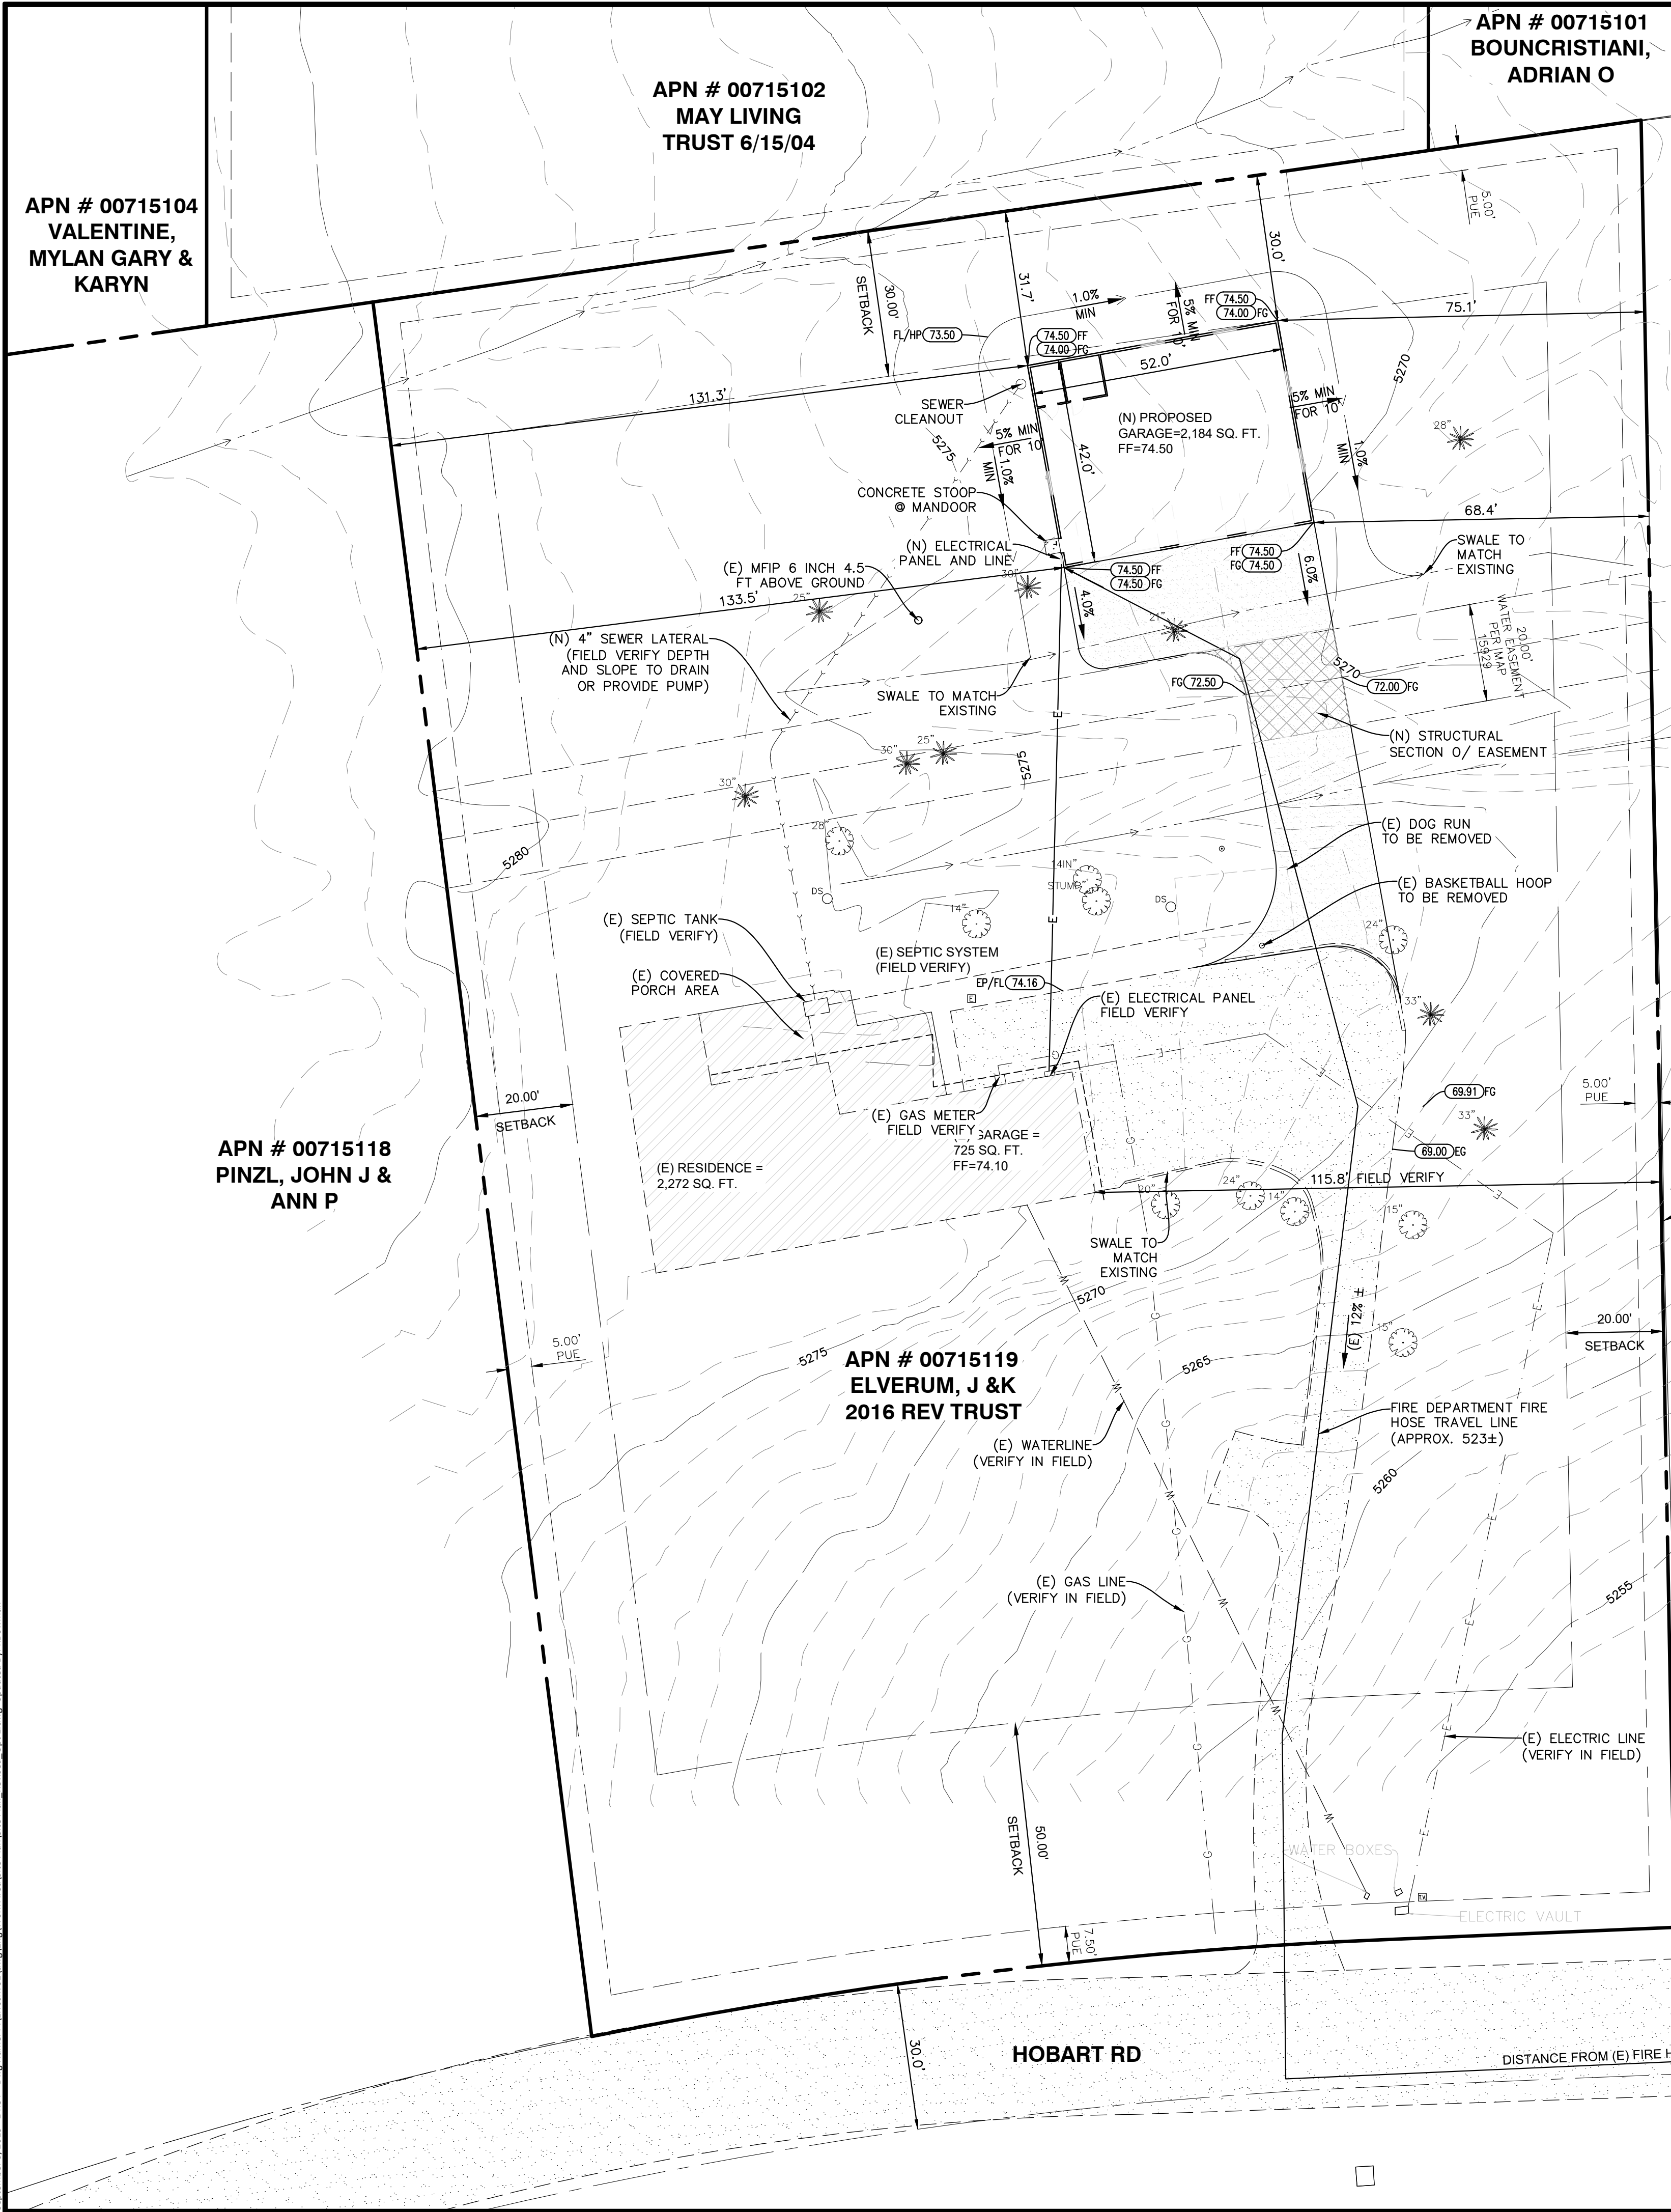 APN # 00715101
BOUNCRISTIANI,
ADRIAN O
APN # 00715102
MAY LIVING
TRUST 6/15/04
APN # 00715104
VALENTINE,
MYLAN GARY &
KARYN
5.00'
PUE
30.0'
31.7'
30.00'
SETBACK
1.0%
MIN
5% MIN
FOR 10'
FF 74.50
74.00 FG
75.1'
FL/HP 73.50
74.50 FF
74.00 FG
52.0'
5270
131.3'
SEWER
CLEANOUT
5% MIN
FOR 10'
(N) PROPOSED
GARAGE=2,184 SQ. FT.
FF=74.50
28"
5275
5% MIN
FOR 10'
1.0%
MIN
42.0'
1.0%
MIN
CONCRETE STOOP
@ MANDOOR
68.4'
(N) ELECTRICAL
PANEL AND LINE
FF 74.50
FG 74.50
6.0%
SWALE TO
MATCH
EXISTING
(E) MFIP 6 INCH 4.5
FT ABOVE GROUND
30"
74.50 FF
74.50 FG
133.5'
25"
4.0%
21"
20.00'
WATER EASEMENT
PER MAP
15929
(N) 4" SEWER LATERAL
(FIELD VERIFY DEPTH
AND SLOPE TO DRAIN
OR PROVIDE PUMP)
5270
FG 72.50
72.00 FG
SWALE TO MATCH
EXISTING
E
(N) STRUCTURAL
SECTION O/ EASEMENT
30"
25"
5275
30"
28"
(E) DOG RUN
TO BE REMOVED
5280
14IN"
STUMP
DS
DS
(E) BASKETBALL HOOP
TO BE REMOVED
14"
E
24"
(E) SEPTIC TANK
(FIELD VERIFY)
(E) SEPTIC SYSTEM
(FIELD VERIFY)
(E) COVERED
PORCH AREA
EP/FL 74.16
E
(E) ELECTRICAL PANEL
FIELD VERIFY
33"
G
E
E
20.00'
SETBACK
69.91 FG
5.00'
PUE
(E) GAS METER
FIELD VERIFY
33"
E
GARAGE =
725 SQ. FT.
FF=74.10
G
69.00 EG
APN # 00715118
PINZL, JOHN J &
ANN P
(E) RESIDENCE =
2,272 SQ. FT.
115.8' FIELD VERIFY
20"
24"
14"
E
15"
SWALE TO
MATCH
EXISTING
W
5270
G
(E) 12% ±
E
15"
20.00'
SETBACK
5.00'
PUE
5275
APN # 00715119
ELVERUM, J &K
2016 REV TRUST
5265
W
G
FIRE DEPARTMENT FIRE
HOSE TRAVEL LINE
(APPROX. 523±)
(E) WATERLINE
(VERIFY IN FIELD)
W
E
5260
G
W
E
(E) GAS LINE
(VERIFY IN FIELD)
5255
W
E
G
W
E
(E) ELECTRIC LINE
(VERIFY IN FIELD)
G
W
E
50.00'
SETBACK
G
WATER BOXES
ELECTRIC VAULT
7.50'
PUE
30.0'
HOBART RD
DISTANCE FROM (E) FIRE